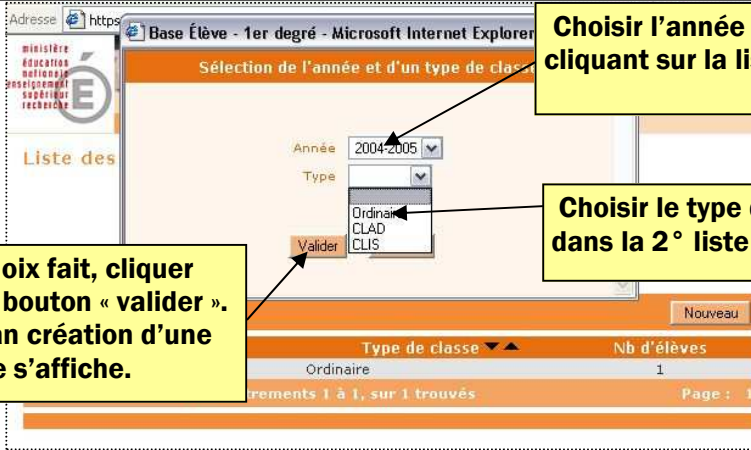 Adresse https
Base Élève - 1er degré - Microsoft Internet Explorer
ministère
éducation
nationale
enseignement
supérieur
recherche
É
Sélection de l'année et d'un type de classe
Choisir l'année
cliquant sur la
Année 2004-2005
Type
Liste des
Ordinaire
CLAD
CLIS
Valider
Choisir le type
dans la 2° liste
fait, cliquer
bouton « valider ».
création d'une
s'affiche.
Nouveau
Type de classe ▼ ▲ Nb d'élèves
Ordinaire 1
1 à 1, sur 1 trouvés Page :